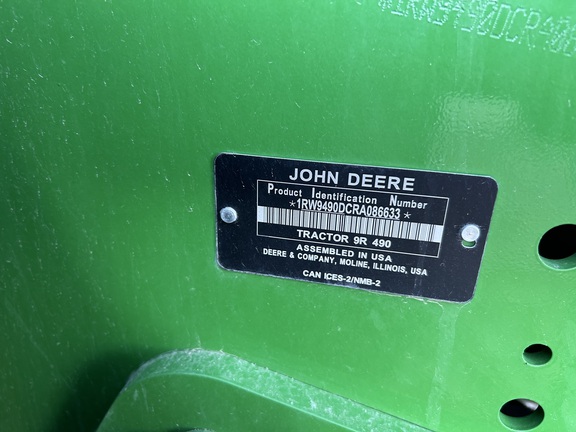 JOHN DEERE
Product Identification Number
*1RW9490DCRA086633*
TRACTOR 9R 490
ASSEMBLED IN USA
DEERE & COMPANY, MOLINE, ILLINOIS, USA
CAN ICES-2/NMB-2